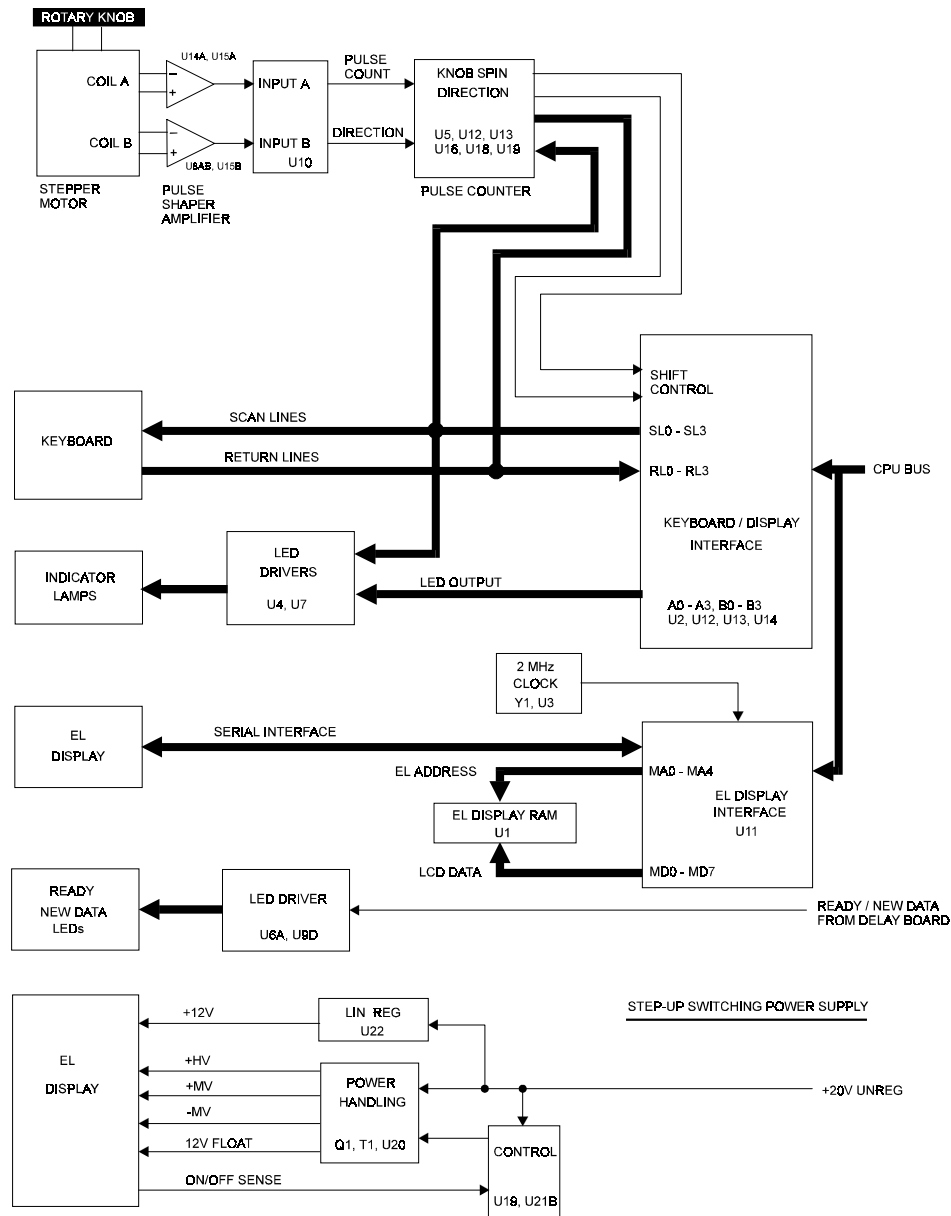 ROTARY KNOB
U14A, U15A
COIL A
COIL B
−
+
−
+
U8AB, U15B
STEPPER
MOTOR
PULSE
SHAPER
AMPLIFIER
INPUT A
INPUT B
U10
PULSE
COUNT
DIRECTION
KNOB SPIN
DIRECTION
U5, U12, U13
U16, U18, U19
PULSE COUNTER
SHIFT
CONTROL
SL0 - SL3
RL0 - RL3
KEYBOARD / DISPLAY
INTERFACE
A0 - A3, B0 - B3
U2, U12, U13, U14
CPU BUS
KEYBOARD
SCAN LINES
RETURN LINES
INDICATOR
LAMPS
LED
DRIVERS
U4, U7
LED OUTPUT
2 MHz
CLOCK
Y1, U3
EL
DISPLAY
SERIAL INTERFACE
EL ADDRESS
MA0 - MA4
EL DISPLAY
INTERFACE
U11
EL DISPLAY RAM
U1
LCD DATA
MD0 - MD7
READY
NEW DATA
LEDs
LED DRIVER
U6A, U9D
READY / NEW DATA
FROM DELAY BOARD
STEP-UP SWITCHING POWER SUPPLY
EL
DISPLAY
+12V
LIN REG
U22
+HV
+MV
-MV
12V FLOAT
POWER
HANDLING
Q1, T1, U20
+20V UNREG
ON/OFF SENSE
CONTROL
U19, U21B